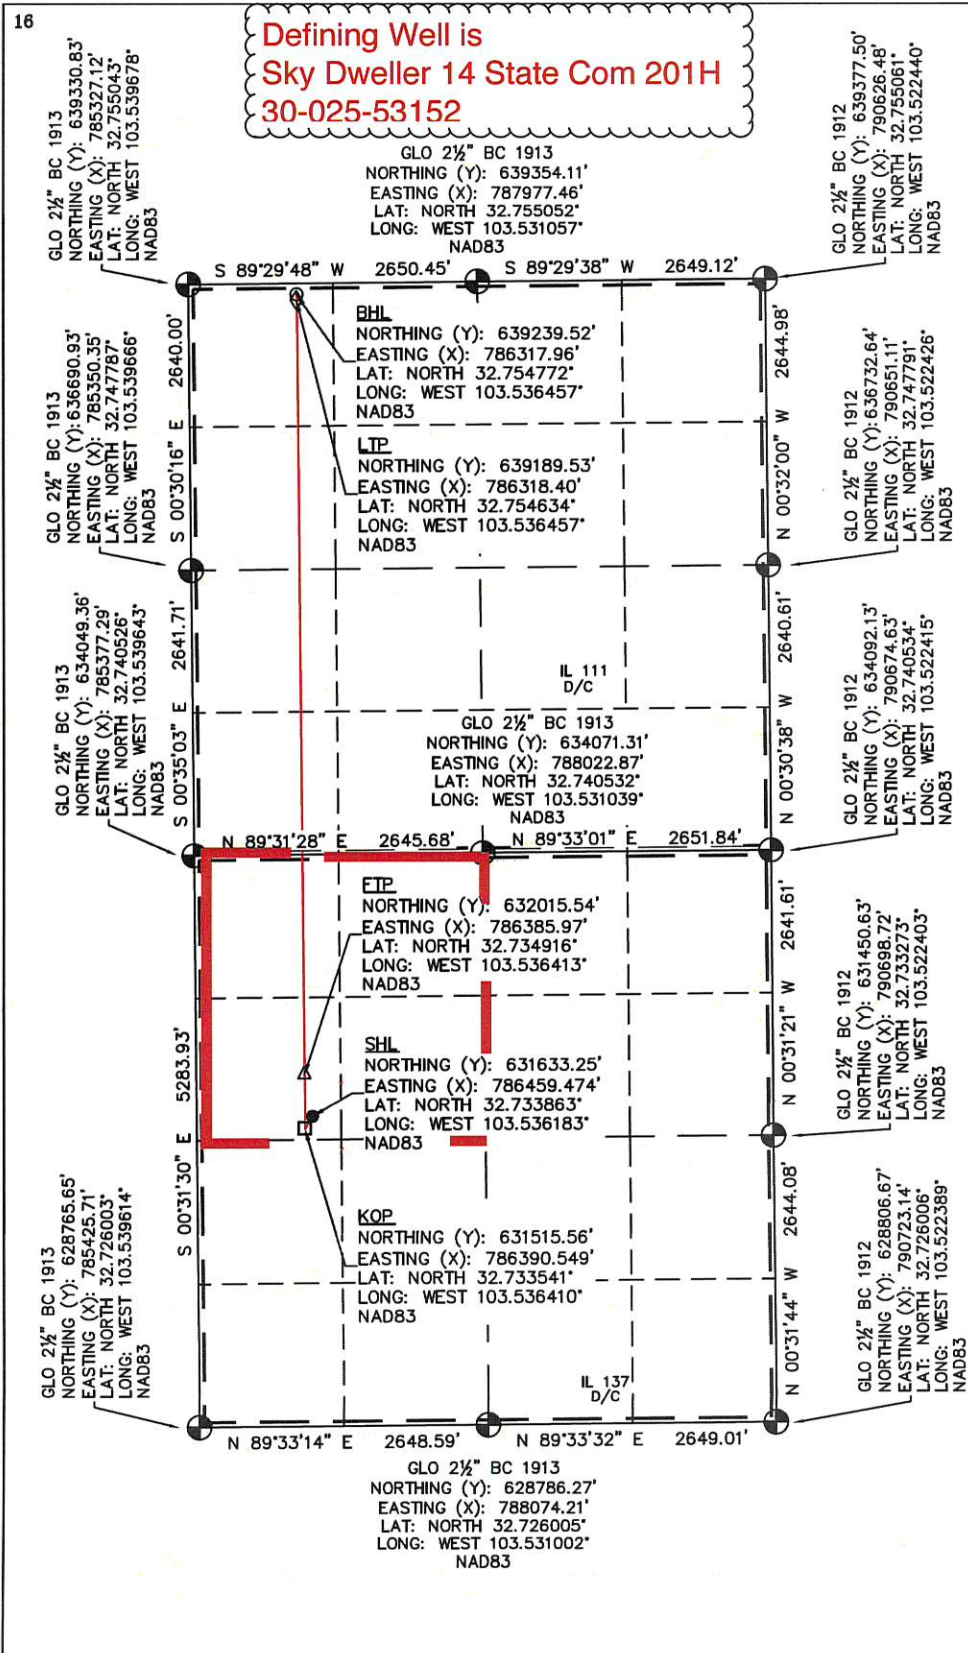 16
Defining Well is
Sky Dweller 14 State Com 201H
30-025-53152
GLO 2½" BC 1913
NORTHING (Y): 639330.83'
EASTING (X): 785327.12'
LAT: NORTH 32.755043°
LONG: WEST 103.539678°
NAD83
GLO 2½" BC 1913
NORTHING (Y): 639354.11'
EASTING (X): 787977.46'
LAT: NORTH 32.755052°
LONG: WEST 103.531057°
NAD83
GLO 2½" BC 1912
NORTHING (Y): 639377.50'
EASTING (X): 790626.48'
LAT: NORTH 32.755061°
LONG: WEST 103.522440°
NAD83
S 89°29'48" W 2650.45'
S 89°29'38" W 2649.12'
BHL
NORTHING (Y): 639239.52'
EASTING (X): 786317.96'
LAT: NORTH 32.754772°
LONG: WEST 103.536457°
NAD83
S 00°30'16" E 2640.00'
N 00°32'00" W 2644.98'
GLO 2½" BC 1913
NORTHING (Y): 636690.93'
EASTING (X): 785350.35'
LAT: NORTH 32.747787°
LONG: WEST 103.539666°
NAD83
LTP
NORTHING (Y): 639189.53'
EASTING (X): 786318.40'
LAT: NORTH 32.754634°
LONG: WEST 103.536457°
NAD83
GLO 2½" BC 1912
NORTHING (Y): 636732.64'
EASTING (X): 790651.11'
LAT: NORTH 32.747791°
LONG: WEST 103.522426°
NAD83
S 00°35'03" E 2641.71'
IL 111
D/C
N 00°30'38" W 2640.61'
GLO 2½" BC 1913
NORTHING (Y): 634049.36'
EASTING (X): 785377.29'
LAT: NORTH 32.740526°
LONG: WEST 103.539643°
NAD83
GLO 2½" BC 1913
NORTHING (Y): 634071.31'
EASTING (X): 788022.87'
LAT: NORTH 32.740532°
LONG: WEST 103.531039°
NAD83
GLO 2½" BC 1912
NORTHING (Y): 634092.13'
EASTING (X): 790674.63'
LAT: NORTH 32.740534°
LONG: WEST 103.522415°
NAD83
N 89°31'28" E 2645.68'
N 89°33'01" E 2651.84'
FTP
NORTHING (Y): 632015.54'
EASTING (X): 786385.97'
LAT: NORTH 32.734916°
LONG: WEST 103.536413°
NAD83
N 00°31'21" W 2641.61'
SHL
NORTHING (Y): 631633.25'
EASTING (X): 786459.474'
LAT: NORTH 32.733863°
LONG: WEST 103.536183°
NAD83
GLO 2½" BC 1912
NORTHING (Y): 631450.63'
EASTING (X): 790698.72'
LAT: NORTH 32.733273°
LONG: WEST 103.522403°
NAD83
S 00°31'30" E 5283.93'
KOP
NORTHING (Y): 631515.56'
EASTING (X): 786390.549'
LAT: NORTH 32.733541°
LONG: WEST 103.536410°
NAD83
N 00°31'44" W 2644.08'
GLO 2½" BC 1913
NORTHING (Y): 628765.65'
EASTING (X): 785425.71'
LAT: NORTH 32.726003°
LONG: WEST 103.539614°
NAD83
IL 137
D/C
GLO 2½" BC 1912
NORTHING (Y): 628806.67'
EASTING (X): 790723.14'
LAT: NORTH 32.726006°
LONG: WEST 103.522389°
NAD83
N 89°33'14" E 2648.59'
N 89°33'32" E 2649.01'
GLO 2½" BC 1913
NORTHING (Y): 628786.27'
EASTING (X): 788074.21'
LAT: NORTH 32.726005°
LONG: WEST 103.531002°
NAD83